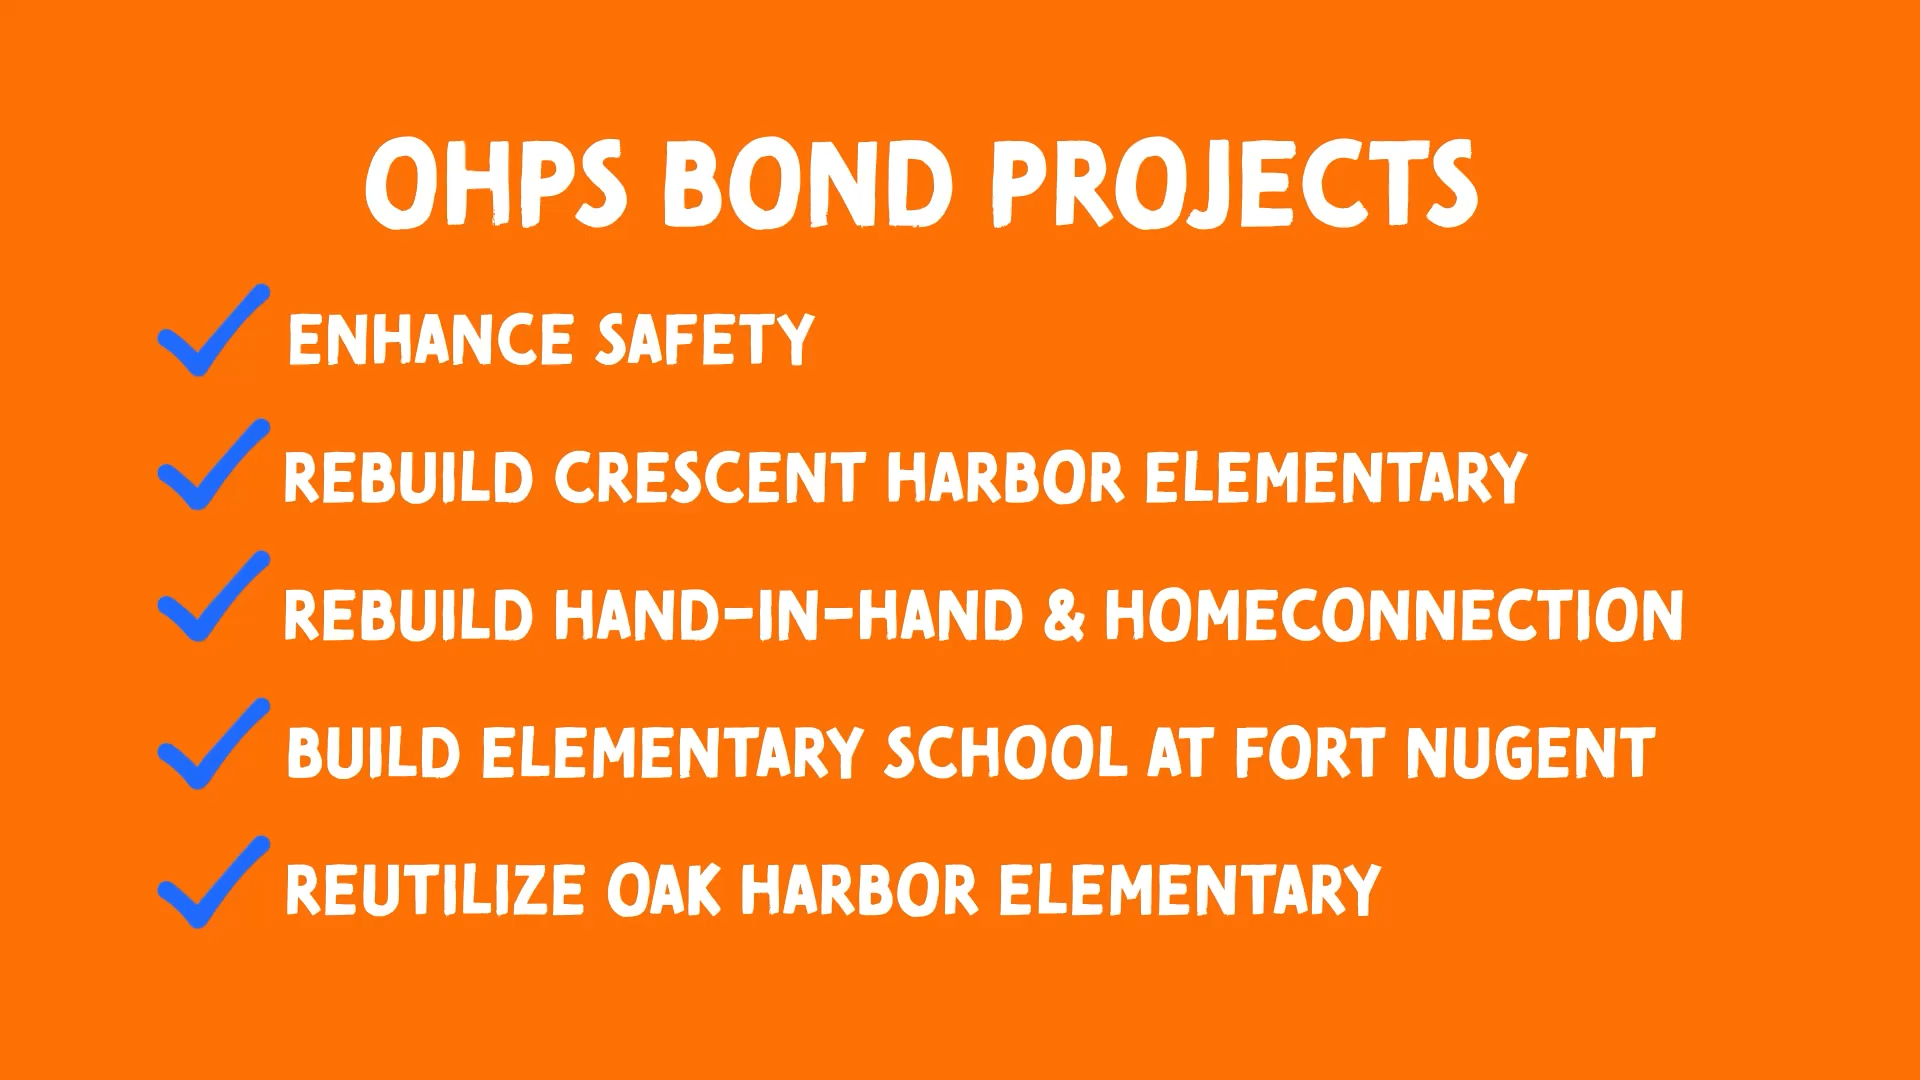 OHPS BOND PROJECTS
ENHANCE SAFETY
REBUILD CRESCENT HARBOR ELEMENTARY
REBUILD HAND-IN-HAND & HOMECONNECTION
BUILD ELEMENTARY SCHOOL AT FORT NUGENT
REUTILIZE OAK HARBOR ELEMENTARY